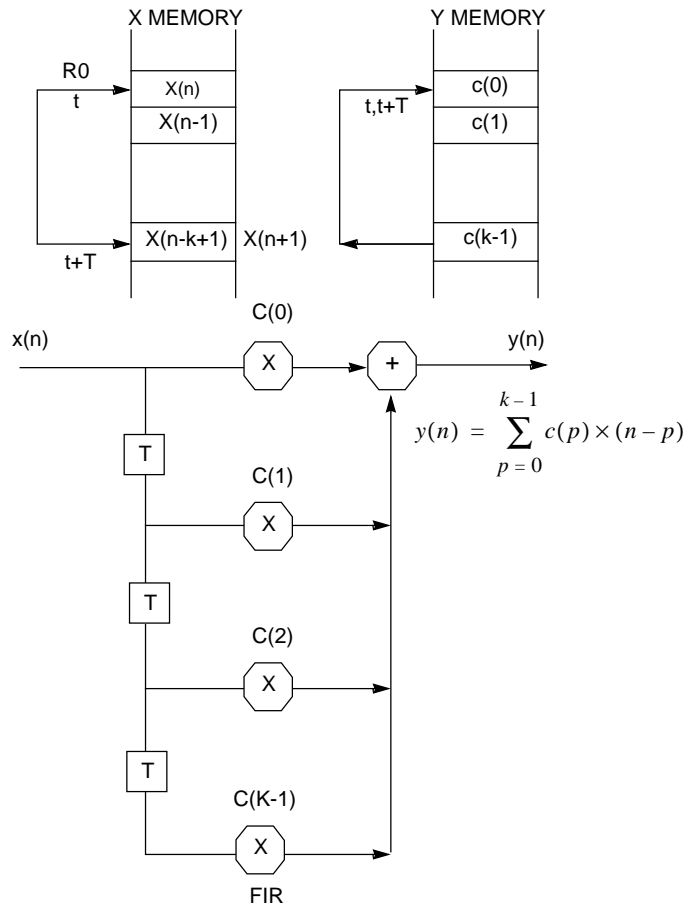 X MEMORY
Y MEMORY
R0
t
X(n)
X(n-1)
X(n-k+1)
X(n+1)
t+T
t,t+T
c(0)
c(1)
c(k-1)
x(n)
C(0)
X
+
y(n)
y(n) = k – 1 ∑ p = 0 c(p) × (n – p)
T
C(1)
X
T
C(2)
X
T
C(K-1)
X
FIR